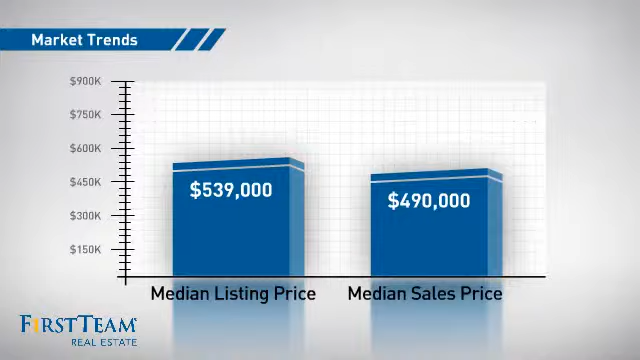 Market Trends
$900K
$750K
$600K
$450K
$300K
$150K
$539,000
$490,000
Median Listing Price
Median Sales Price
FIRSTTEAM®
REAL ESTATE